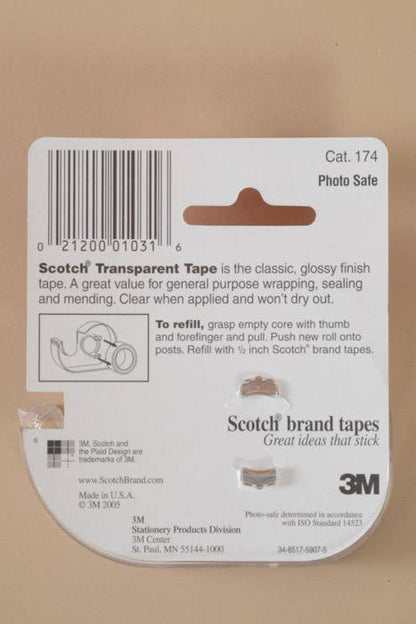 Cat. 174
Photo Safe
0 21200 01031 6
Scotch® Transparent Tape is the classic, glossy finish
tape. A great value for general purpose wrapping, sealing
and mending. Clear when applied and won't dry out.
To refill, grasp empty core with thumb
and forefinger and pull. Push new roll onto
posts. Refill with ½ inch Scotch® brand tapes.
Scotch® brand tapes
Great ideas that stick
6
3M, Scotch and
the Plaid Design are
trademarks of 3M.
www.ScotchBrand.com
Made in U.S.A.
© 3M 2005
3M
3M
Stationery Products Division
3M Center
St. Paul, MN 55144-1000
Photo-safe determined in accordance
with ISO Standard 14523
34-8517-5907-5